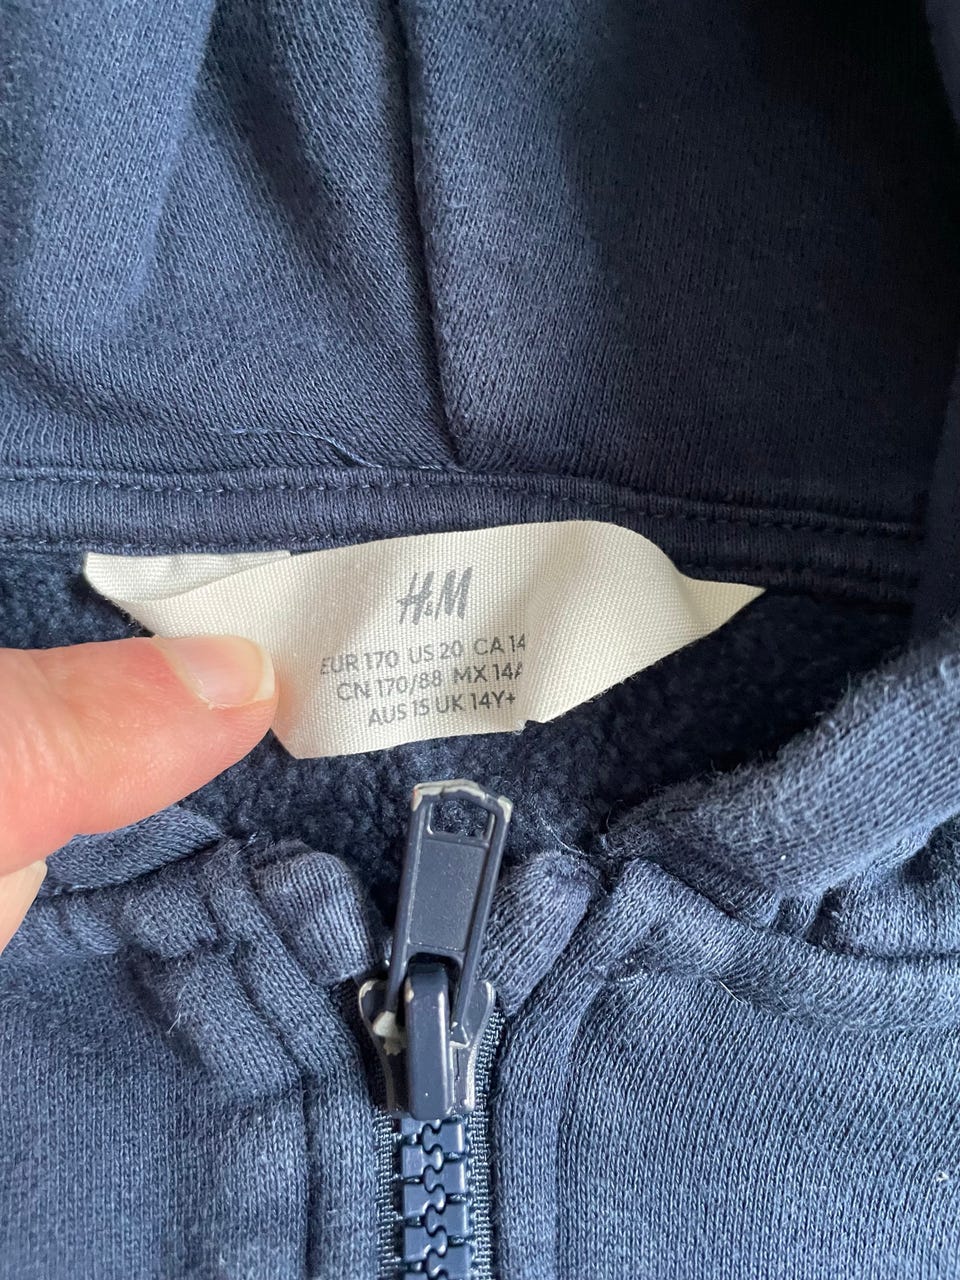 H&M
EUR 170 US 20 CA 14
CN 170/88 MX 14A
AUS 15 UK 14Y+